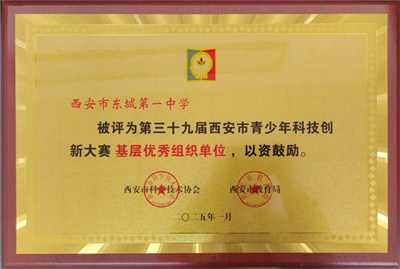 西安市东城第一中学
被评为第三十九届西安市青少年科技创
新大赛 基层优秀组织单位 ，以资鼓励。
西安市科学技术协会 西安市教育局
二〇二五年一月